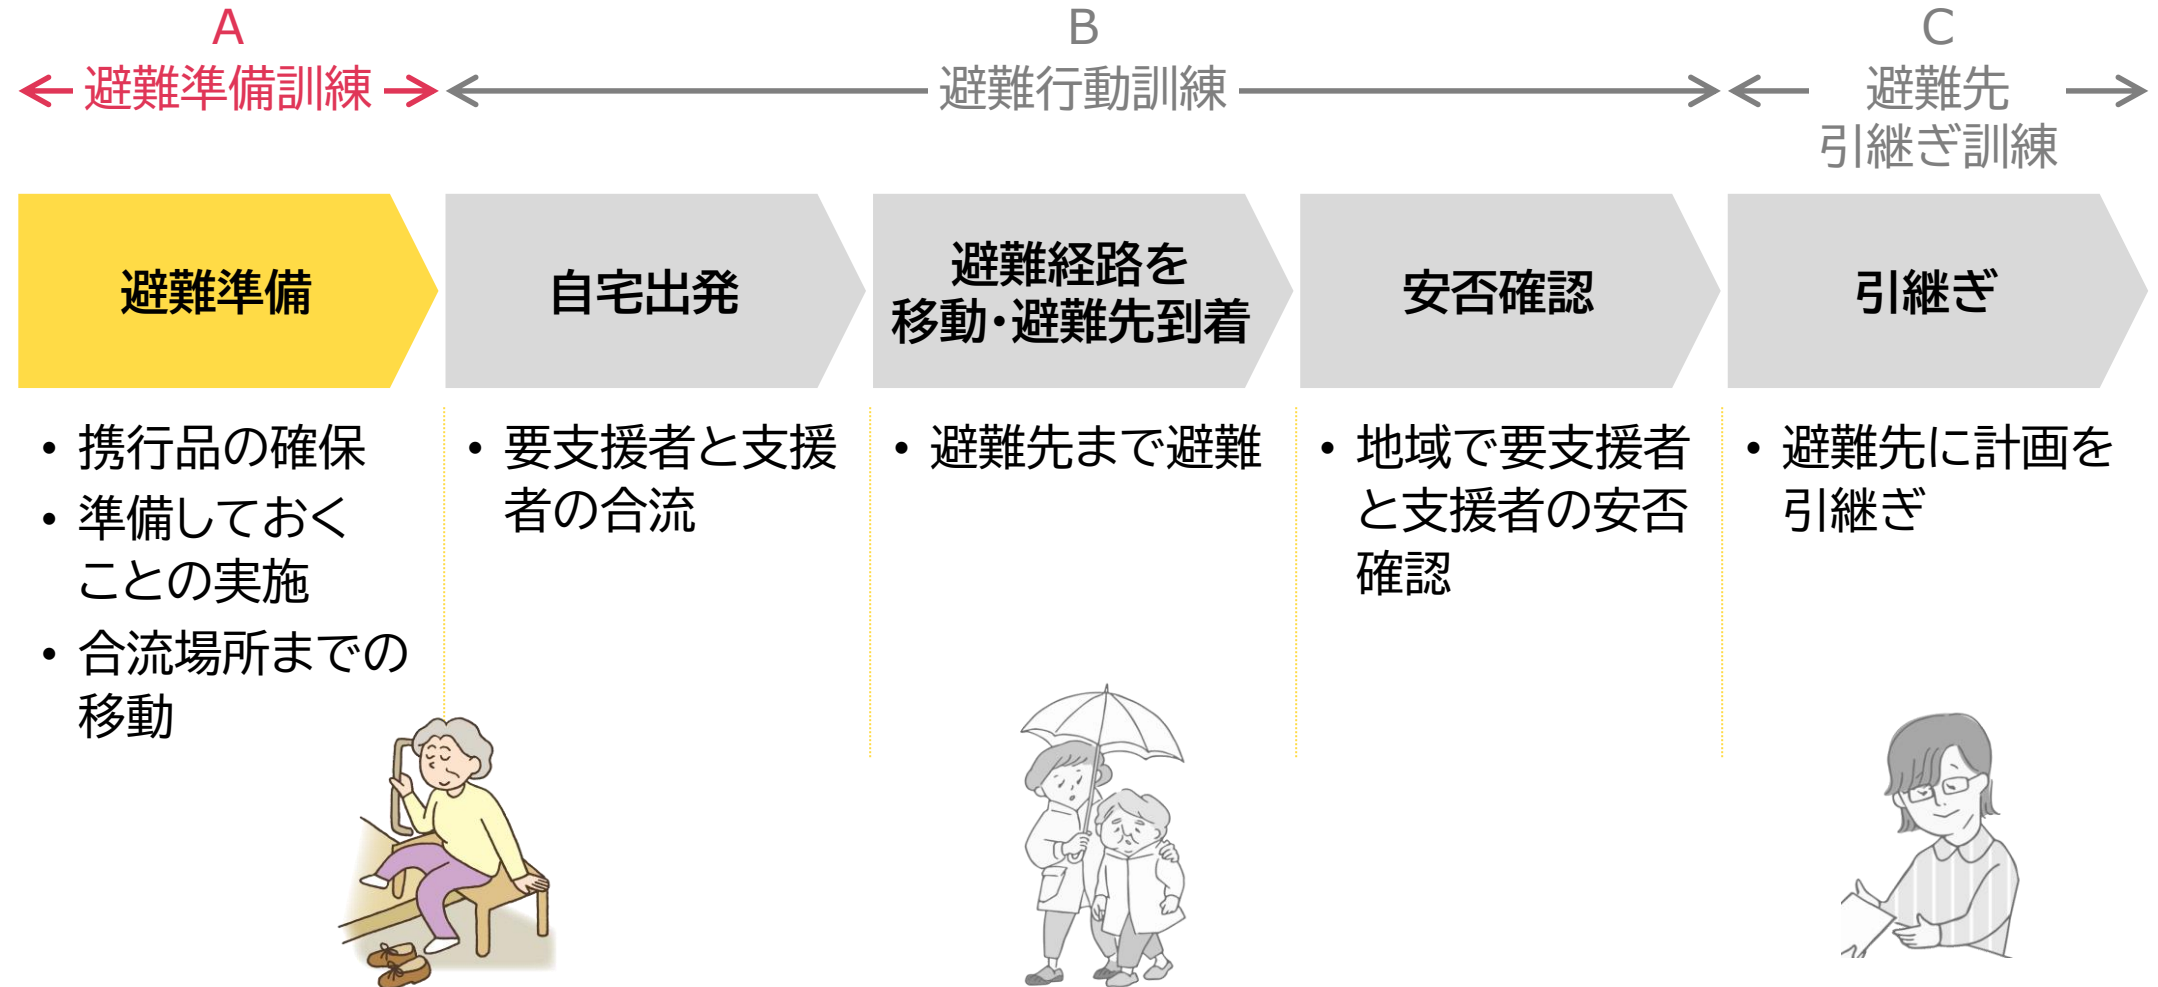 A
避難準備訓練
B
避難行動訓練
C
避難先
引継ぎ訓練
避難準備
自宅出発
避難経路を
移動・避難先到着
安否確認
引継ぎ
• 携行品の確保
• 準備しておく
ことの実施
• 合流場所までの
移動
• 要支援者と支援
者の合流
• 避難先まで避難
• 地域で要支援者
と支援者の安否
確認
• 避難先に計画を
引継ぎ